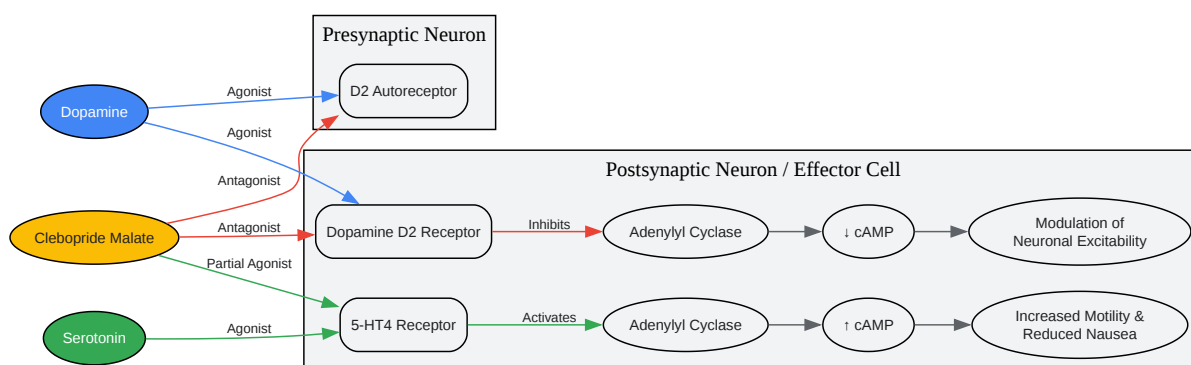 Presynaptic Neuron
D2 Autoreceptor
Dopamine
Agonist
Agonist
Antagonist
Postsynaptic Neuron / Effector Cell
Clebopride Malate
Antagonist
Dopamine D2 Receptor
Inhibits
Adenylyl Cyclase
↓ cAMP
Modulation of
Neuronal Excitability
Partial Agonist
Serotonin
Agonist
5-HT4 Receptor
Activates
Adenylyl Cyclase
↑ cAMP
Increased Motility &
Reduced Nausea